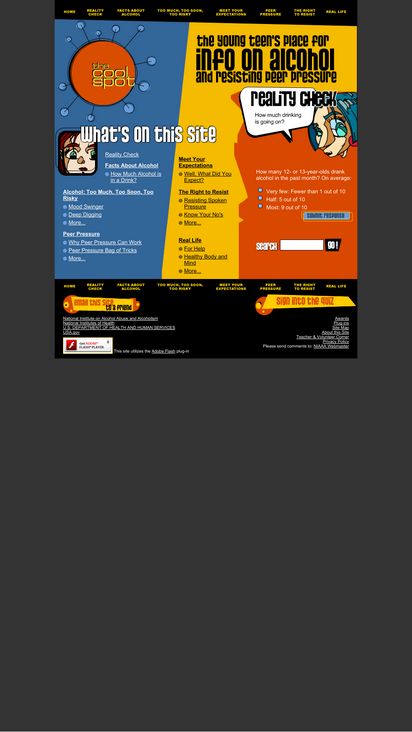 HOME
REALITY CHECK
FACTS ABOUT ALCOHOL
TOO MUCH, TOO SOON, TOO RISKY
MEET YOUR EXPECTATIONS
PEER PRESSURE
THE RIGHT TO RESIST
REAL LIFE
the cool spot
the young teen's place for
info on alcohol
and resisting peer pressure
Reality Check
How much drinking
is going on?
What's on this site
Reality Check
Facts About Alcohol
How Much Alcohol is
in a Drink?
Alcohol: Too Much, Too Soon, Too
Risky
Mood Swinger
Deep Digging
More...
Peer Pressure
Why Peer Pressure Can Work
Peer Pressure Bag of Tricks
More...
Meet Your
Expectations
Well, What Did You
Expect?
The Right to Resist
Resisting Spoken
Pressure
Know Your No's
More...
Real Life
For Help
Healthy Body and
Mind
More...
How many 12- or 13-year-olds drank
alcohol in the past month? On average
Very few: Fewer than 1 out of 10
Half: 5 out of 10
Most: 9 out of 10
submit response
search
GO!
HOME
REALITY CHECK
FACTS ABOUT ALCOHOL
TOO MUCH, TOO SOON, TOO RISKY
MEET YOUR EXPECTATIONS
PEER PRESSURE
THE RIGHT TO RESIST
REAL LIFE
email this site
to a friend
sign into the quiz
National Institute on Alcohol Abuse and Alcoholism
National Institutes of Health
U.S. DEPARTMENT OF HEALTH AND HUMAN SERVICES
USA.gov
Get ADOBE
FLASH PLAYER
This site utilizes the Adobe Flash plug-in
Awards
Plug-ins
Site Map
About this Site
Teacher & Volunteer Corner
Privacy Policy
Please send comments to: NIAAA Webmaster